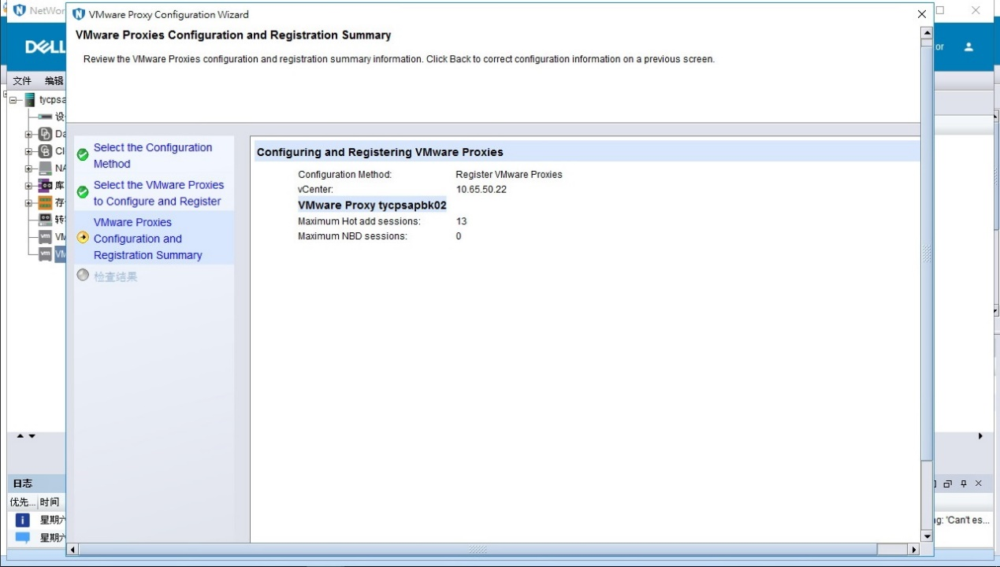 NetWor
VMware Proxy Configuration Wizard
VMware Proxies Configuration and Registration Summary
DELL
Review the VMware Proxies configuration and registration summary information. Click Back to correct configuration information on a previous screen.
or
文件 编辑
tycpsa
设
Da
Cl
NA
库
存
转
VM
VM
Select the Configuration
Method
Select the VMware Proxies
to Configure and Register
VMware Proxies
Configuration and
Registration Summary
检查结果
Configuring and Registering VMware Proxies
Configuration Method: Register VMware Proxies
vCenter: 10.65.50.22
VMware Proxy tycpsapbk02
Maximum Hot add sessions: 13
Maximum NBD sessions: 0
日志
优先... 时间
星期六
星期六
ng: 'Can't es...